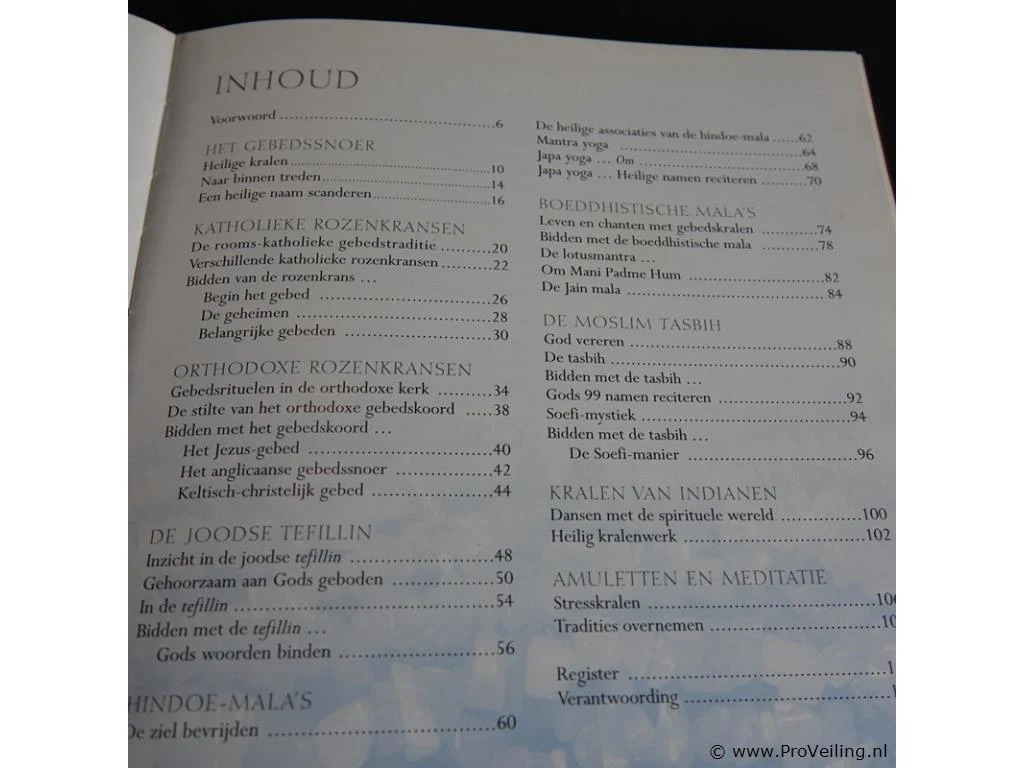 INHOUD
Voorwoord ........................................6
HET GEBEDSSNOER
Heilige kralen ........................................10
Naar binnen treden ........................................14
Een heilige naam scanderen ........................................16
KATHOLIEKE ROZENKRANSEN
De rooms-katholieke gebedstraditie ..........20
Verschillende katholieke rozenkransen ..........22
Bidden van de rozenkrans ...
Begin het gebed ..............................26
De geheimen ..............................28
Belangrijke gebeden ..............................30
ORTHODOXE ROZENKRANSEN
Gebedsrituelen in de orthodoxe kerk .........34
De stilte van het orthodoxe gebedskoord .....38
Bidden met het gebedskoord ...
Het Jezus-gebed ..............................40
Het anglicaanse gebedssnoer .................42
Keltisch-christelijk gebed .....................44
DE JOODSE TEFILLIN
Inzicht in de joodse tefillin .....................48
Gehoorzaam aan Gods geboden .................50
In de tefillin ........................................54
Bidden met de tefillin ...
Gods woorden binden .........................56
HINDOE-MALA'S
De ziel bevrijden ..............................60
De heilige associaties van de hindoe-mala ......62
Mantra yoga ..............................64
Japa yoga ... Om ..............................68
Japa yoga ... Heilige namen reciteren ..........70
BOEDDHISTISCHE MALA'S
Leven en chanten met gebedskralen ..........74
Bidden met de boeddhistische mala ..........78
De lotusmantra ...
Om Mani Padme Hum .........................82
De Jain mala ................................... 84
DE MOSLIM TASBIH
God vereren ...................................88
De tasbih ........................................90
Bidden met de tasbih ...
Gods 99 namen reciteren ....................92
Soefi-mystiek ...................................94
Bidden met de tasbih ...
De Soefi-manier ..............................96
KRALEN VAN INDIANEN
Dansen met de spirituele wereld ..............100
Heilig kralenwerk ..............................102
AMULETTEN EN MEDITATIE
Stresskralen ..............................106
Tradities overnemen .........................10
Register ..............................1
Verantwoording .........................1
© www.ProVeiling.nl